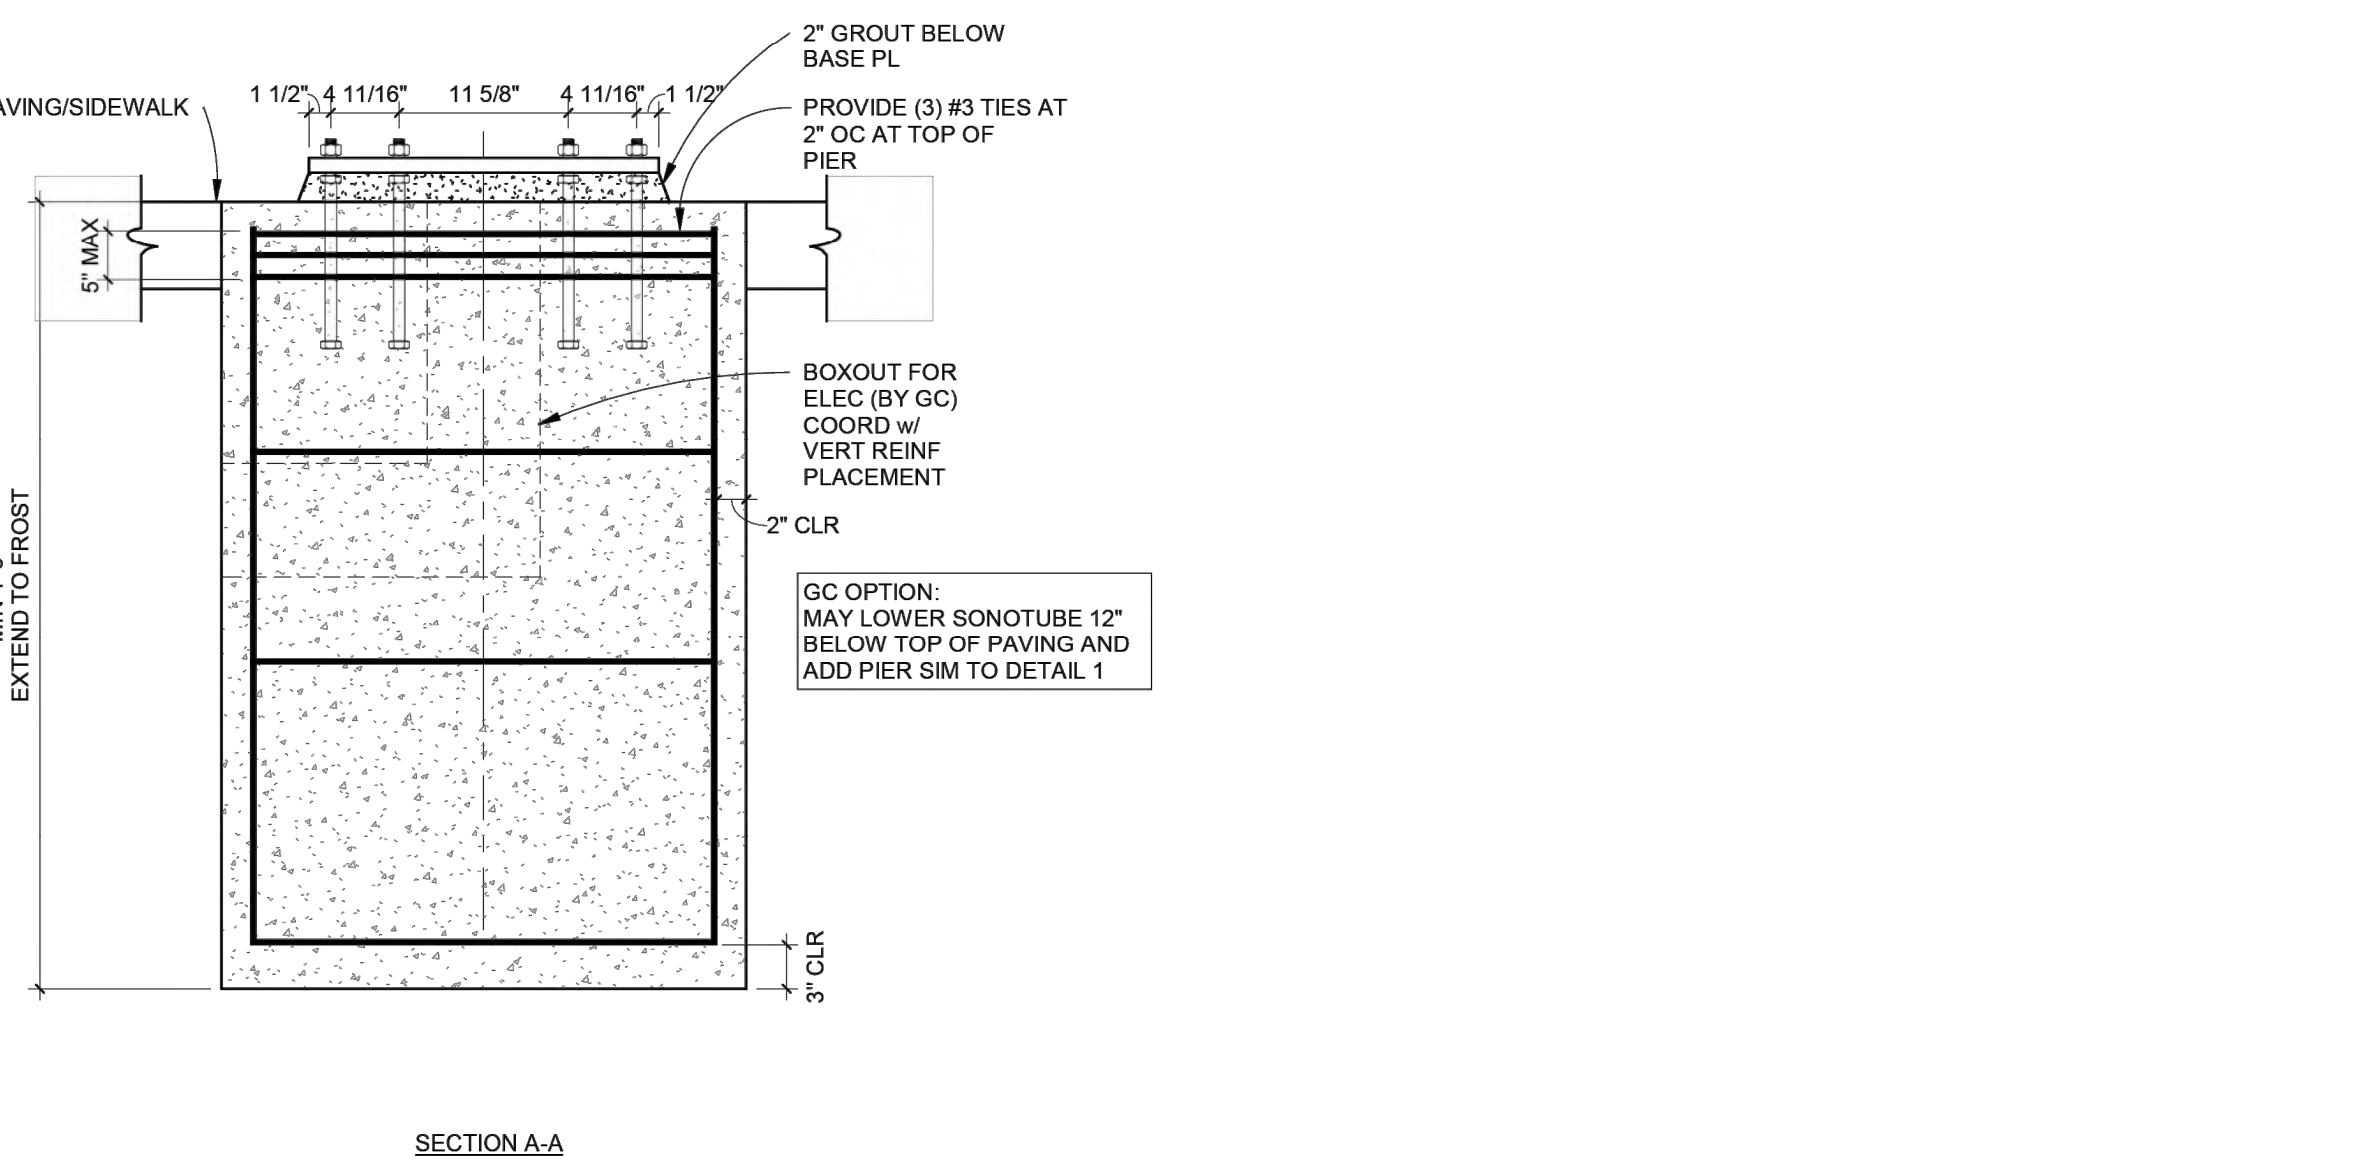 2" GROUT BELOW
BASE PL
1 1/2" 4 11/16" 11 5/8" 4 11/16" 1 1/2"
PAVING/SIDEWALK
PROVIDE (3) #3 TIES AT
2" OC AT TOP OF
PIER
5" MAX
BOXOUT FOR
ELEC (BY GC)
COORD w/
VERT REINF
PLACEMENT
2" CLR
EXTEND TO FROST
GC OPTION:
MAY LOWER SONOTUBE 12"
BELOW TOP OF PAVING AND
ADD PIER SIM TO DETAIL 1
3" CLR
SECTION A-A